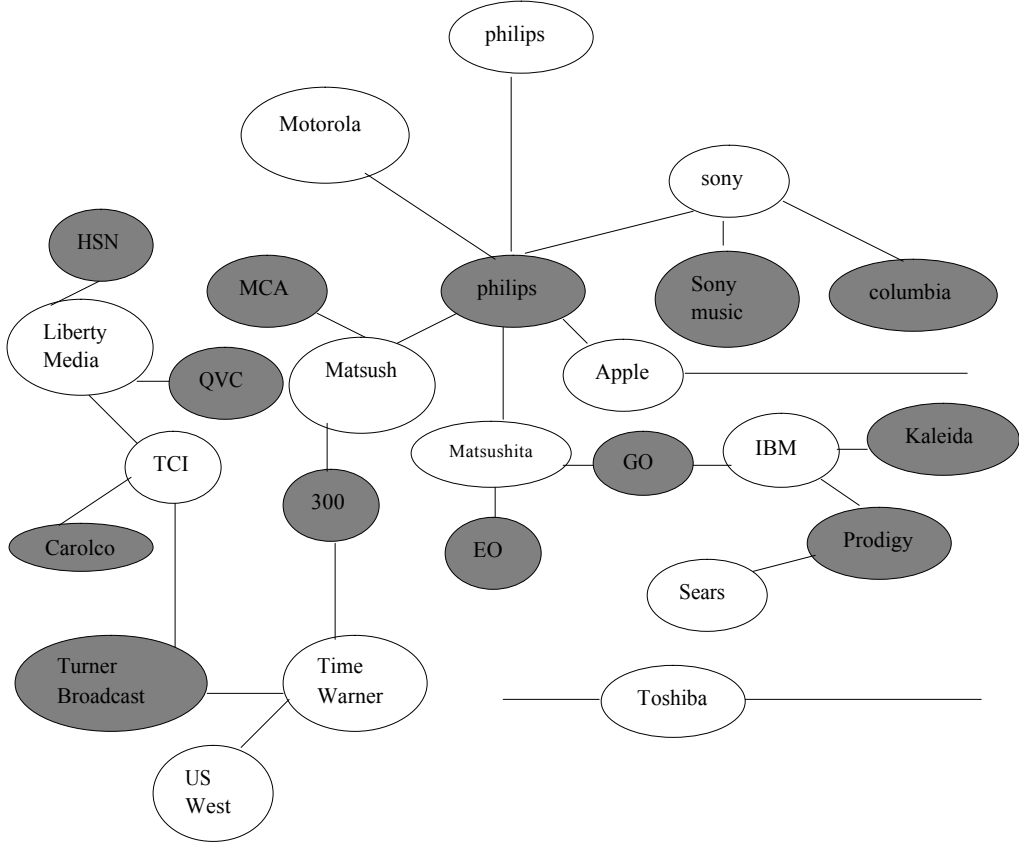 philips
Motorola
sony
HSN
MCA
philips
Sony
music
columbia
Liberty
Media
QVC
Matsush
Apple
TCI
Matsushita
GO
IBM
Kaleida
300
Carolco
EO
Prodigy
Sears
Turner
Broadcast
Time
Warner
Toshiba
US
West